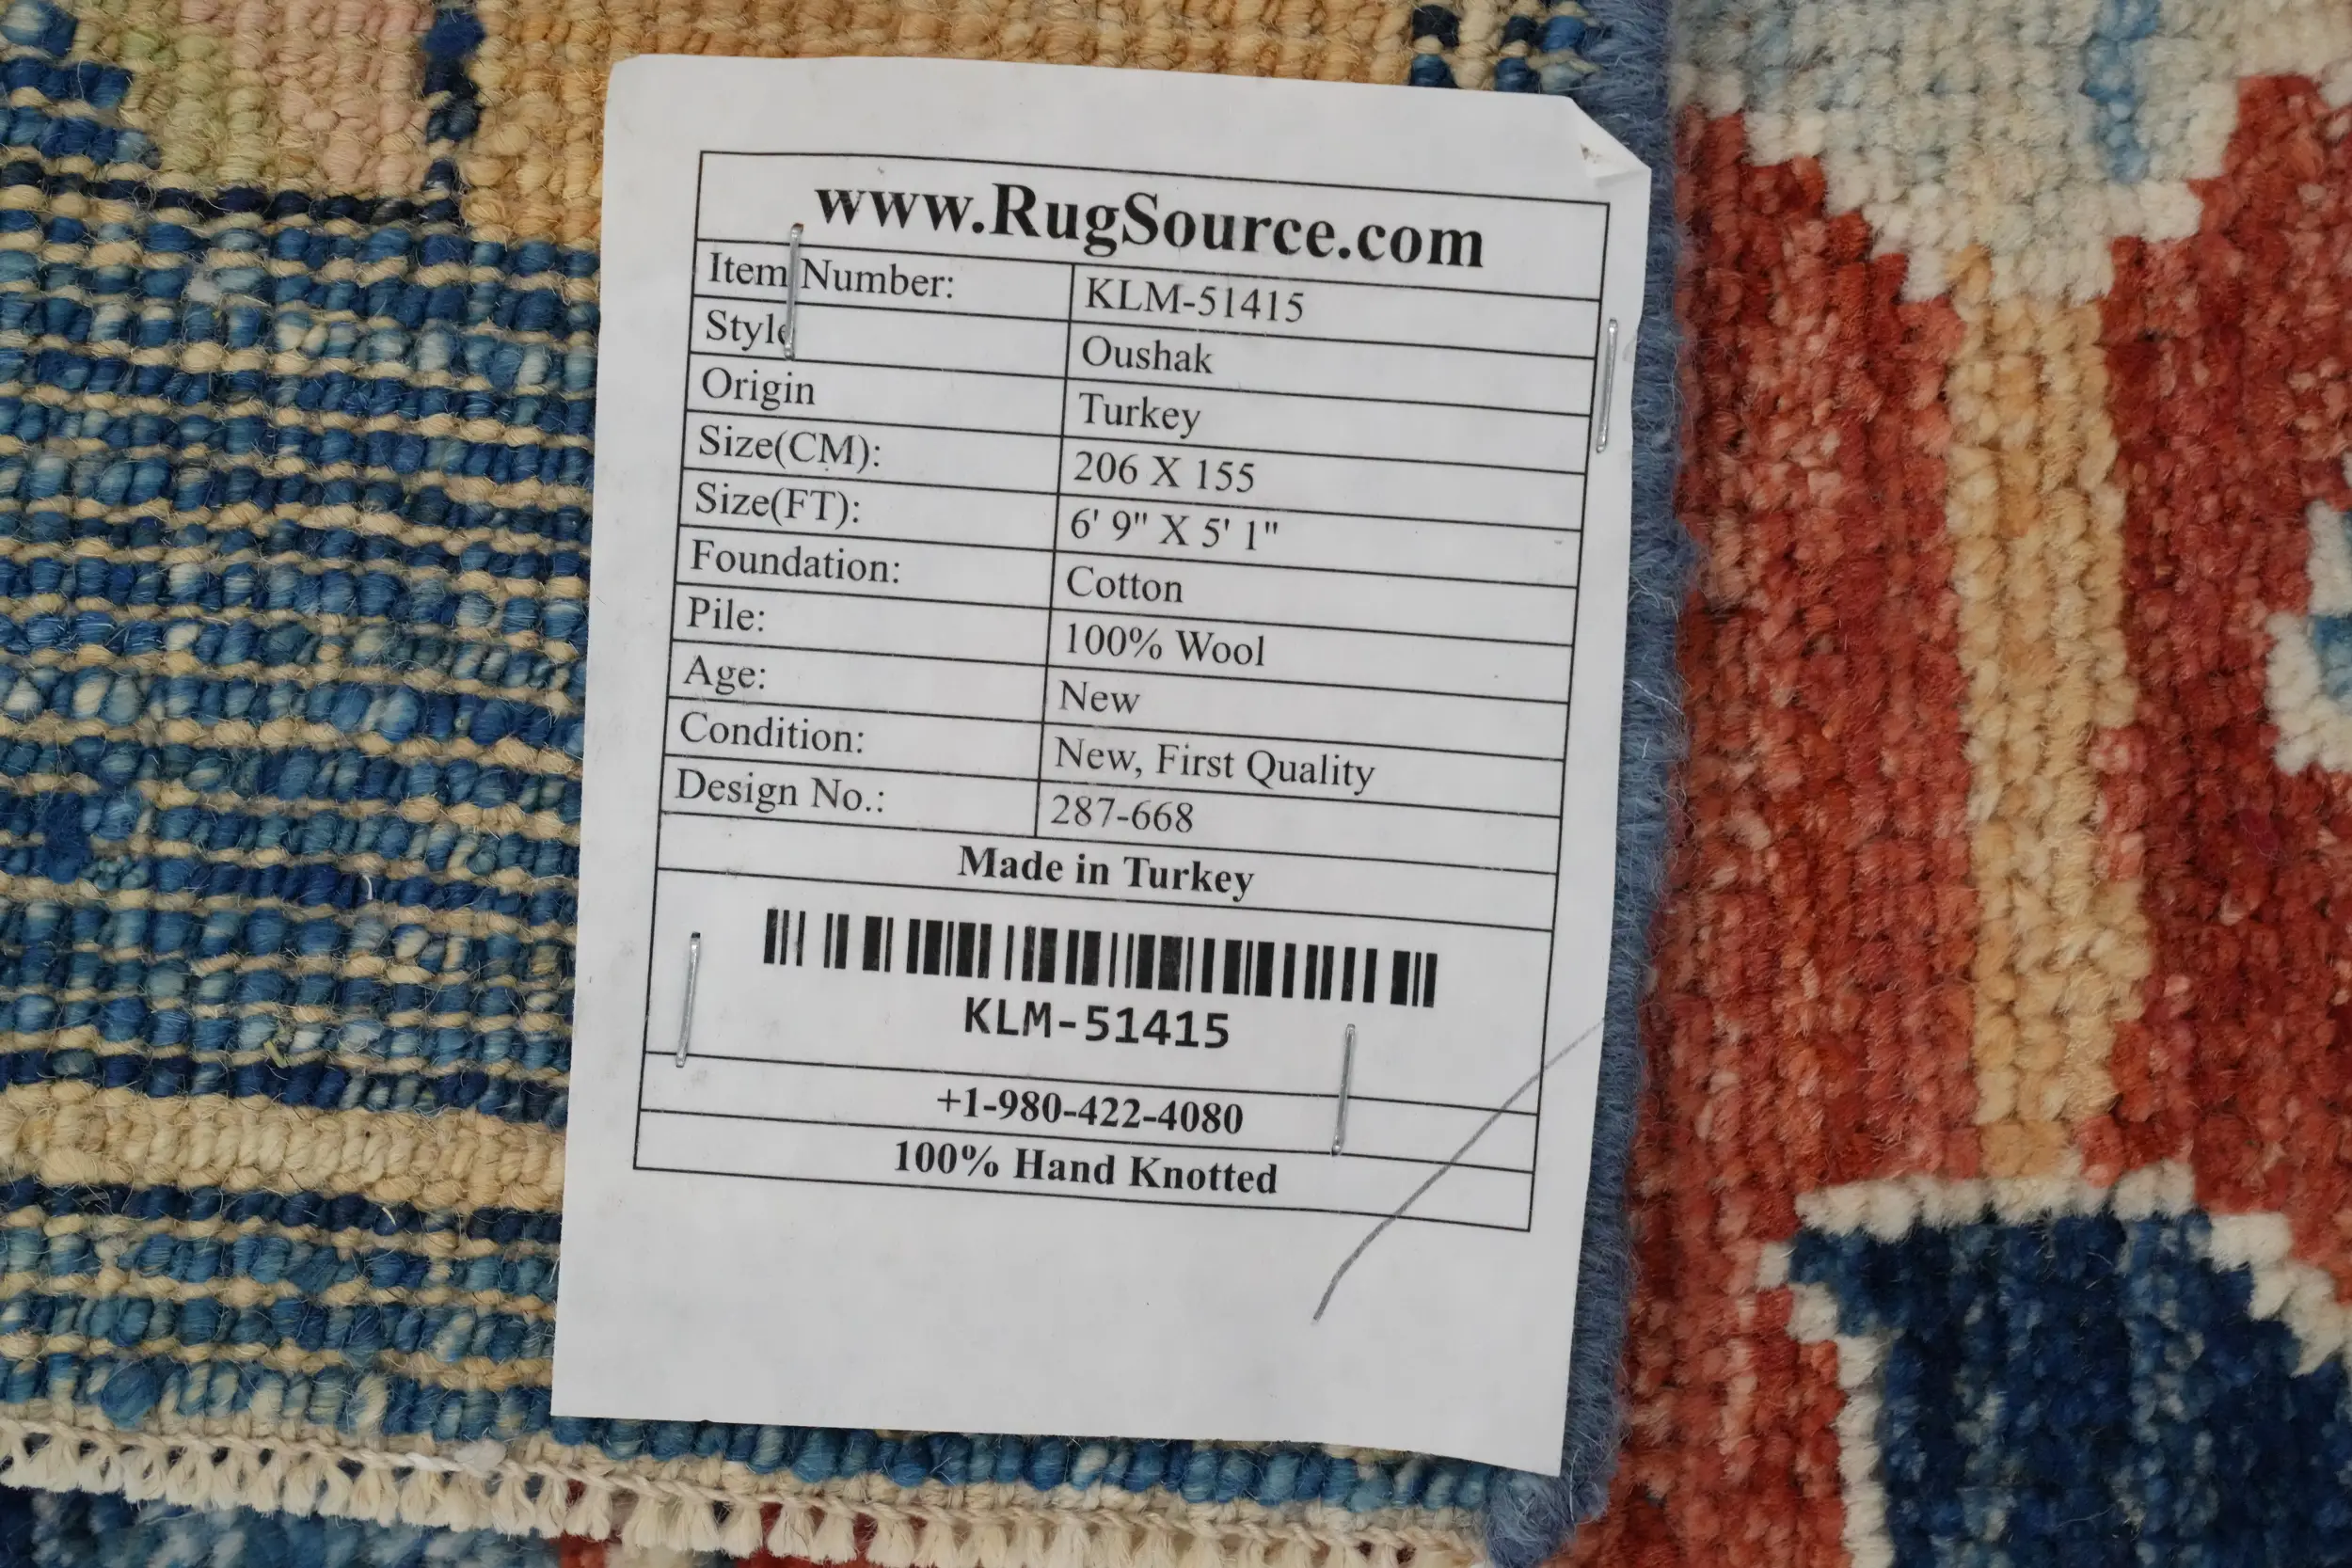 www.RugSource.com
Item Number: KLM-51415
Style Oushak
Origin Turkey
Size(CM): 206 X 155
Size(FT): 6' 9" X 5' 1"
Foundation: Cotton
Pile: 100% Wool
Age: New
Condition: New, First Quality
Design No.: 287-668
Made in Turkey
KLM-51415
+1-980-422-4080
100% Hand Knotted